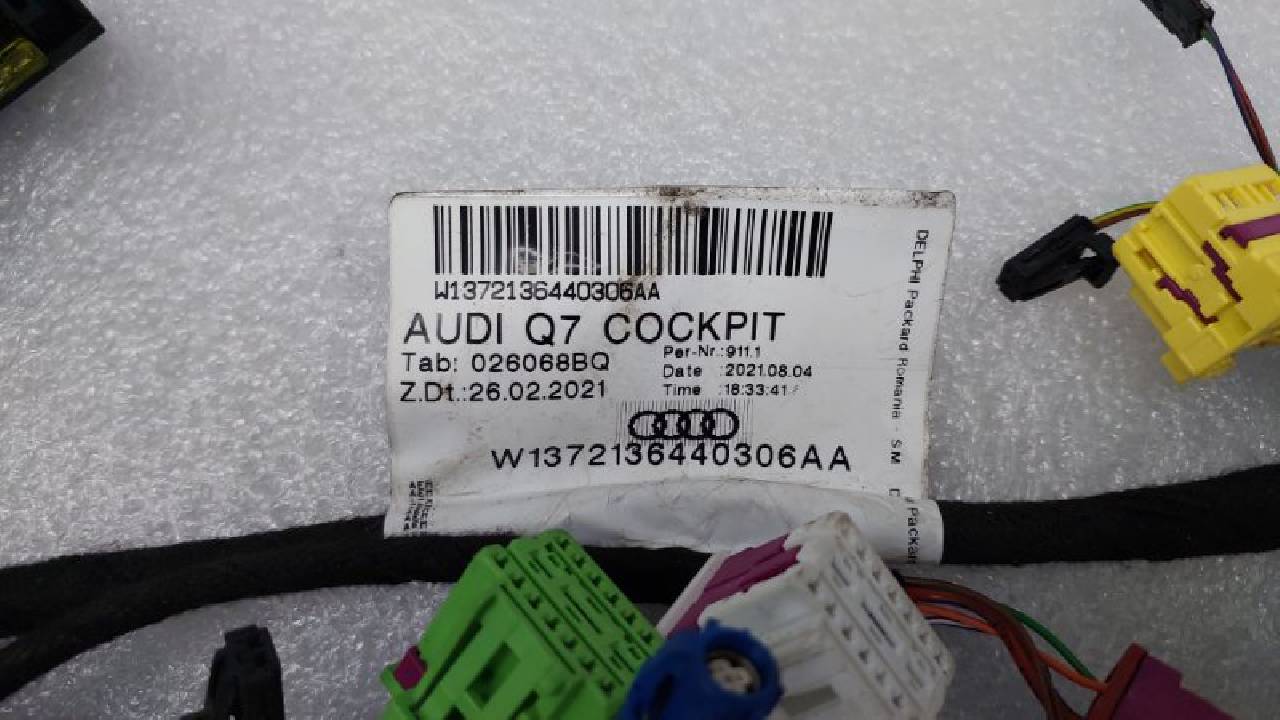 W1372136440306AA
AUDI Q7 COCKPIT
Tab: 026068BQ
Per-Nr.:911.1
Date :2021.08.04
Z.Dt.:26.02.2021
Time :18:33:41
W1372136440306AA
DELPHI Packard Romania - SM
Packard